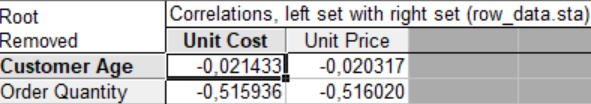 Root Correlations, left set with right set (row_data.sta)
Removed Unit Cost Unit Price
Customer Age -0,021433 -0,020317
Order Quantity -0,515936 -0,516020